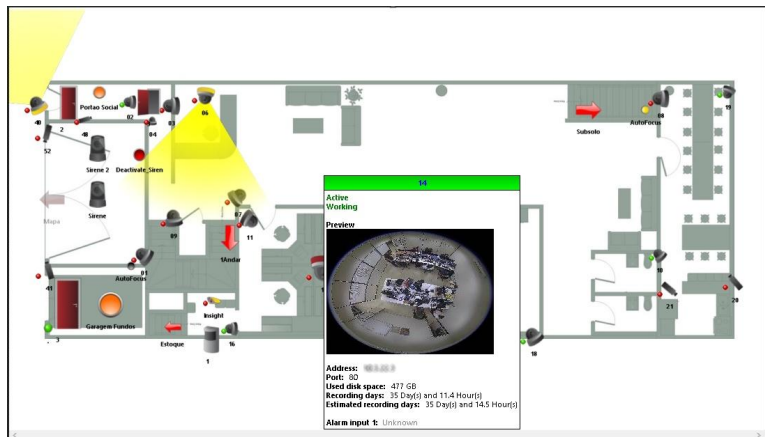 40
2
48
Portao Social
02
04
03
06
52
Sirene 2
Deactivate_Siren
Sirene
Mapa
Subsolo
AutoFocus
08
19
07
11
09
1Andar
AutoFocus
01
41
3
Garagem Fundos
Estoque
Insight
1
16
14
Active
Working
Preview
Address:
Port: 80
Used disk space: 477 GB
Recording days: 35 Day(s) and 11.4 Hour(s)
Estimated recording days: 35 Day(s) and 14.5 Hour(s)
Alarm input 1: Unknown
18
10
21
20